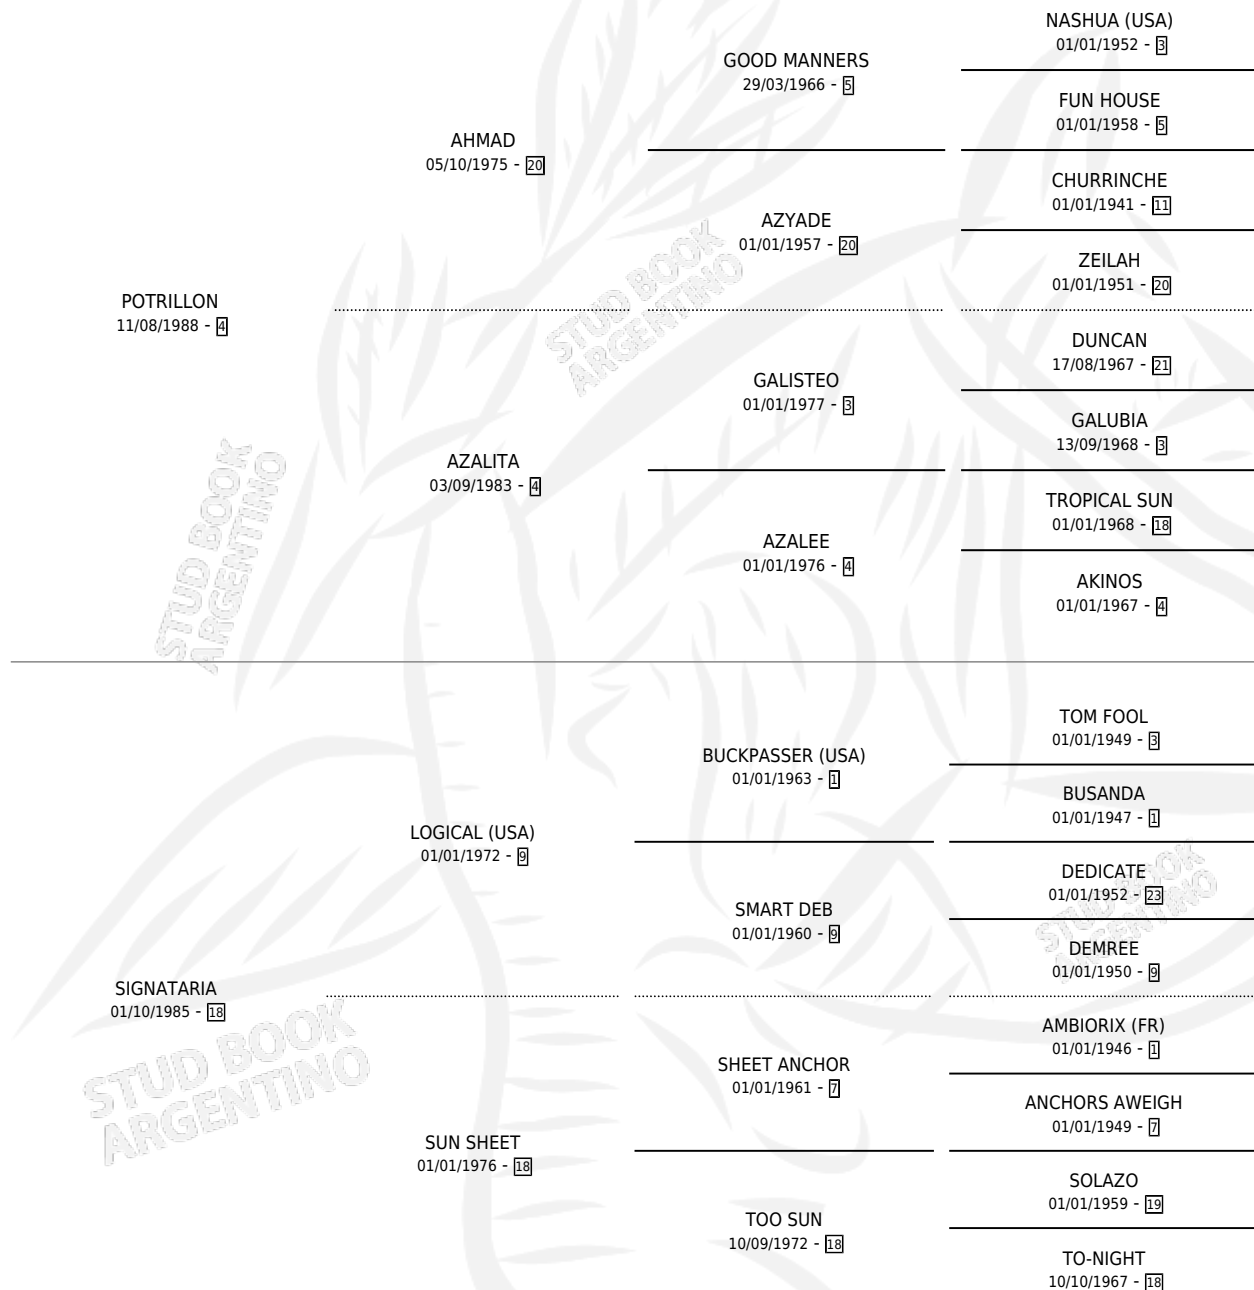 NASHUA (USA)
01/01/1952 - 3
GOOD MANNERS
29/03/1966 - 5
FUN HOUSE
01/01/1958 - 5
AHMAD
05/10/1975 - 20
CHURRINCHE
01/01/1941 - 11
AZYADE
01/01/1957 - 20
ZEILAH
01/01/1951 - 20
POTRILLON
11/08/1988 - 4
DUNCAN
17/08/1967 - 21
GALISTEO
01/01/1977 - 3
GALUBIA
13/09/1968 - 3
AZALITA
03/09/1983 - 4
TROPICAL SUN
01/01/1968 - 18
AZALEE
01/01/1976 - 4
AKINOS
01/01/1967 - 4
STUD BOOK
ARGENTINO
STUD BOOK
ARGENTINO
TOM FOOL
01/01/1949 - 3
BUCKPASSER (USA)
01/01/1963 - 1
BUSANDA
01/01/1947 - 1
LOGICAL (USA)
01/01/1972 - 9
DEDICATE
01/01/1952 - 23
SMART DEB
01/01/1960 - 9
DEMREE
01/01/1950 - 9
SIGNATARIA
01/10/1985 - 18
AMBIORIX (FR)
01/01/1946 - 1
SHEET ANCHOR
01/01/1961 - 7
ANCHORS AWEIGH
01/01/1949 - 7
SUN SHEET
01/01/1976 - 18
SOLAZO
01/01/1959 - 19
TOO SUN
10/09/1972 - 18
TO-NIGHT
10/10/1967 - 18
STUD BOOK
ARGENTINO
STUD BOOK
ARGENTINO